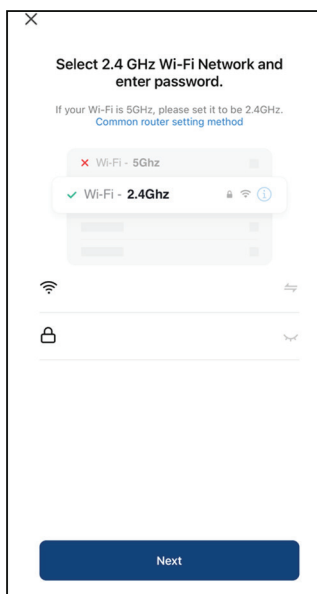 Select 2.4 GHz Wi-Fi Network and
enter password.
If your Wi-Fi is 5GHz, please set it to be 2.4GHz.
Common router setting method
Wi-Fi - 5Ghz
Wi-Fi - 2.4Ghz
Next